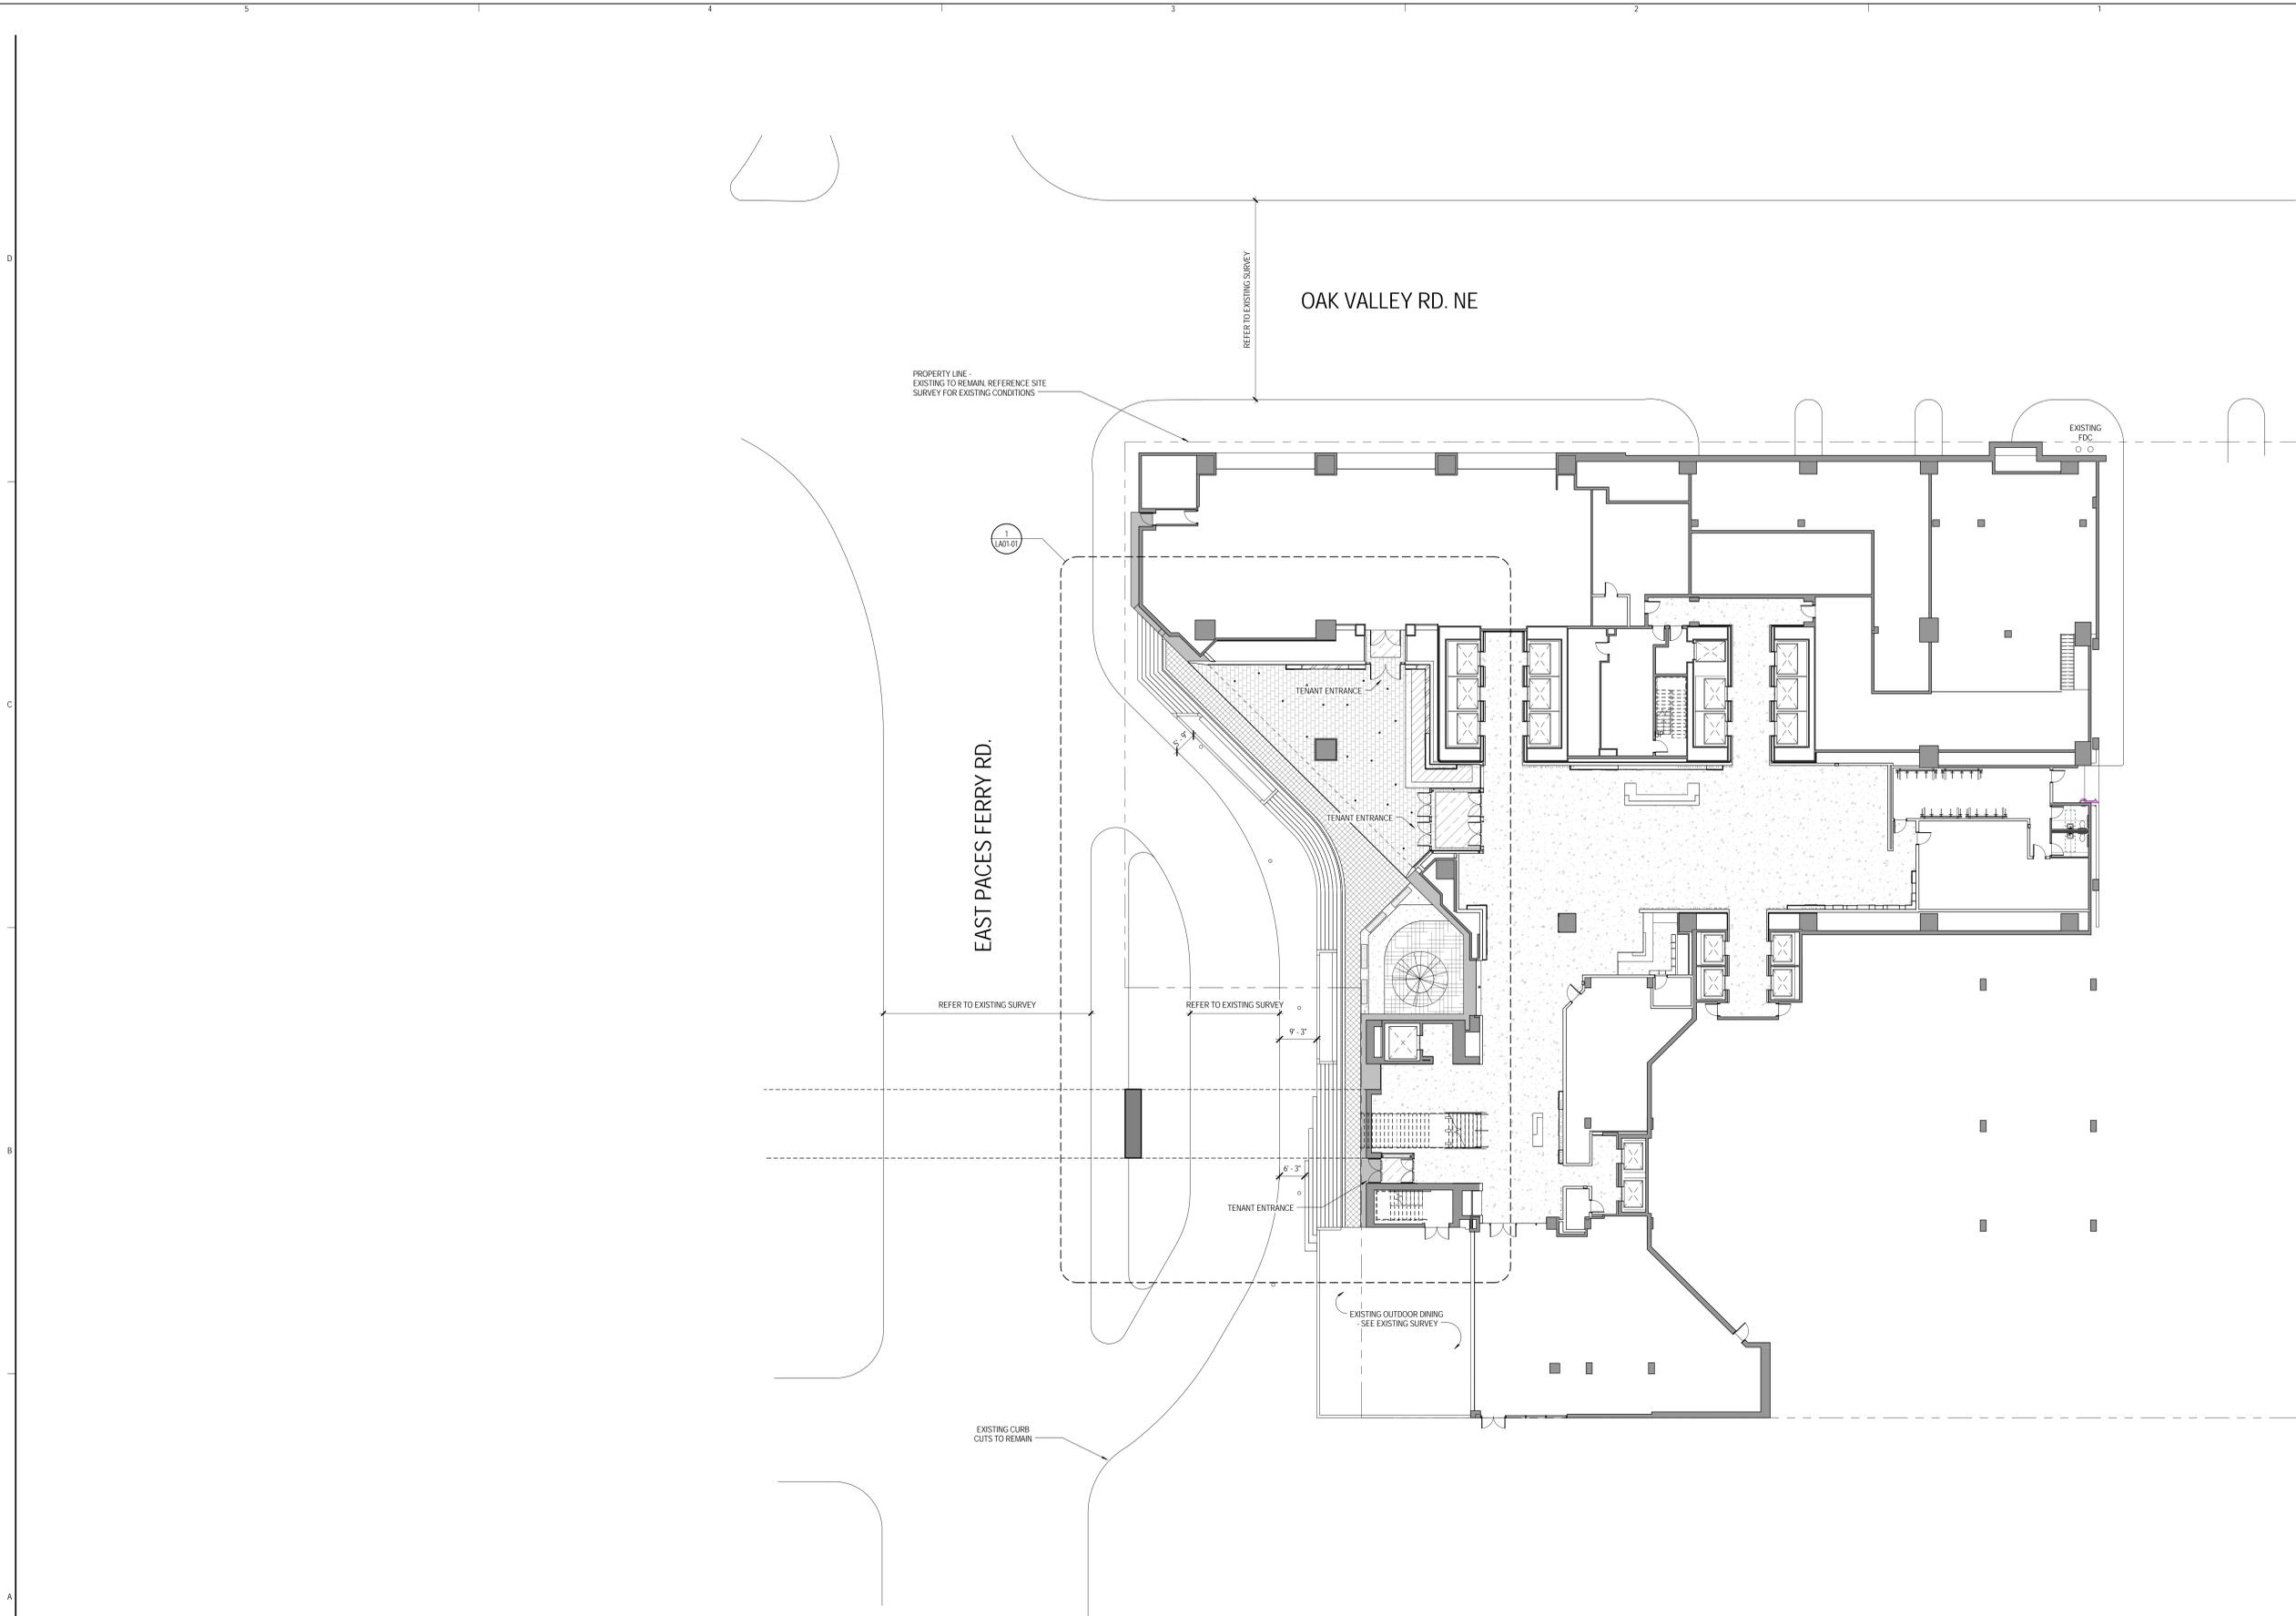 5 4 3 2 1
D
REFER TO EXISTING SURVEY
OAK VALLEY RD. NE
PROPERTY LINE -
EXISTING TO REMAIN, REFERENCE SITE
SURVEY FOR EXISTING CONDITIONS
EXISTING
FDC
1
LA01-01
C
TENANT ENTRANCE
5' - 4"
EAST PACES FERRY RD.
TENANT ENTRANCE
REFER TO EXISTING SURVEY
REFER TO EXISTING SURVEY
9' - 3"
B
6' - 3"
TENANT ENTRANCE
EXISTING OUTDOOR DINING
- SEE EXISTING SURVEY
EXISTING CURB
CUTS TO REMAIN
A